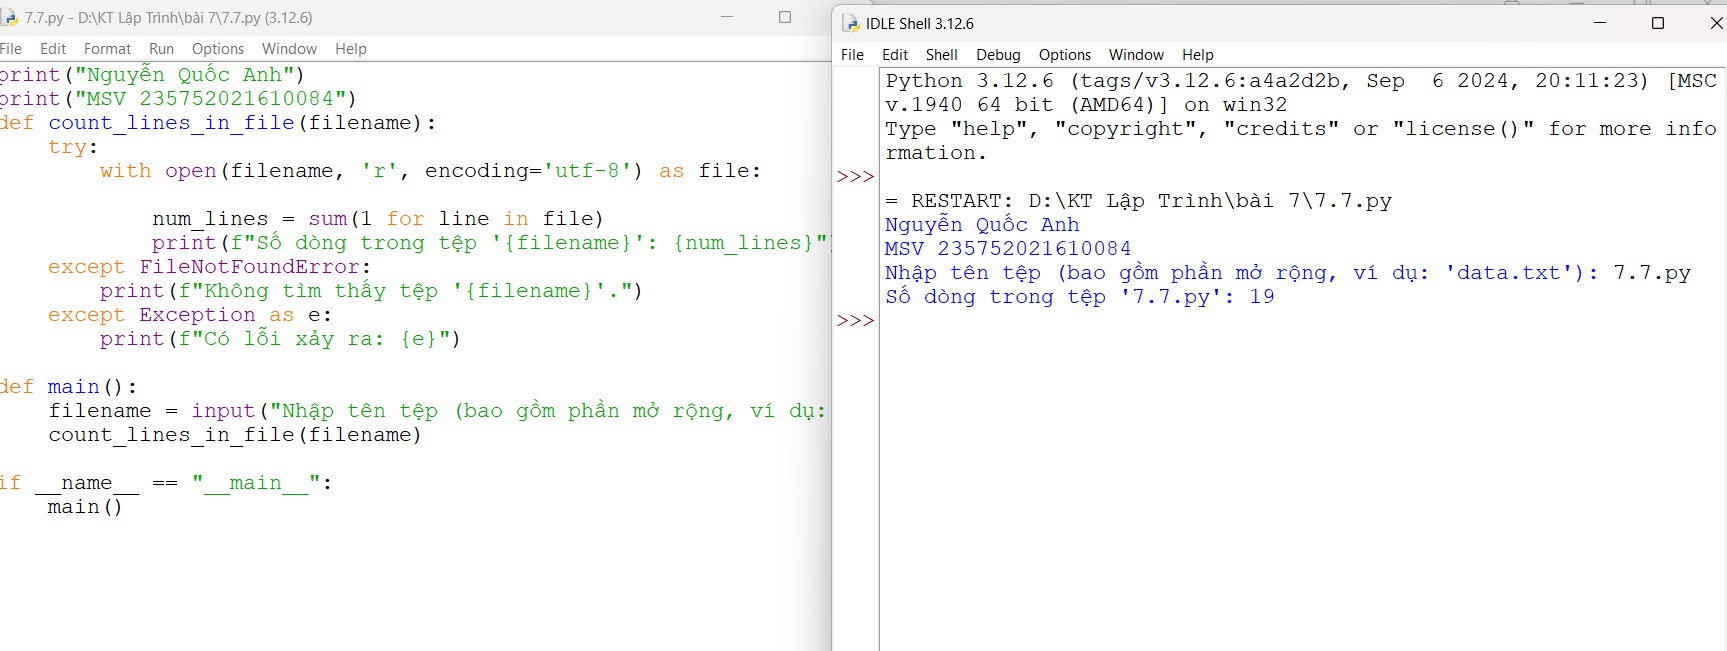 7.7.py - D:\KT Lập Trình\bài 7\7.7.py (3.12.6)
File Edit Format Run Options Window Help
print("Nguyễn Quốc Anh")
print("MSV 235752021610084")
def count_lines_in_file(filename):
    try:
        with open(filename, 'r', encoding='utf-8') as file:
            num_lines = sum(1 for line in file)
            print(f"Số dòng trong tệp '{filename}': {num_lines}")
    except FileNotFoundError:
        print(f"Không tìm thấy tệp '{filename}'.")
    except Exception as e:
        print(f"Có lỗi xảy ra: {e}")
def main():
    filename = input("Nhập tên tệp (bao gồm phần mở rộng, ví dụ:
    count_lines_in_file(filename)
if __name__ == "__main__":
    main()
IDLE Shell 3.12.6
File Edit Shell Debug Options Window Help
Python 3.12.6 (tags/v3.12.6:a4a2d2b, Sep  6 2024, 20:11:23) [MSC
v.1940 64 bit (AMD64)] on win32
Type "help", "copyright", "credits" or "license()" for more info
rmation.
>>>
= RESTART: D:\KT Lập Trình\bài 7\7.7.py
Nguyễn Quốc Anh
MSV 235752021610084
Nhập tên tệp (bao gồm phần mở rộng, ví dụ: 'data.txt'): 7.7.py
Số dòng trong tệp '7.7.py': 19
>>>